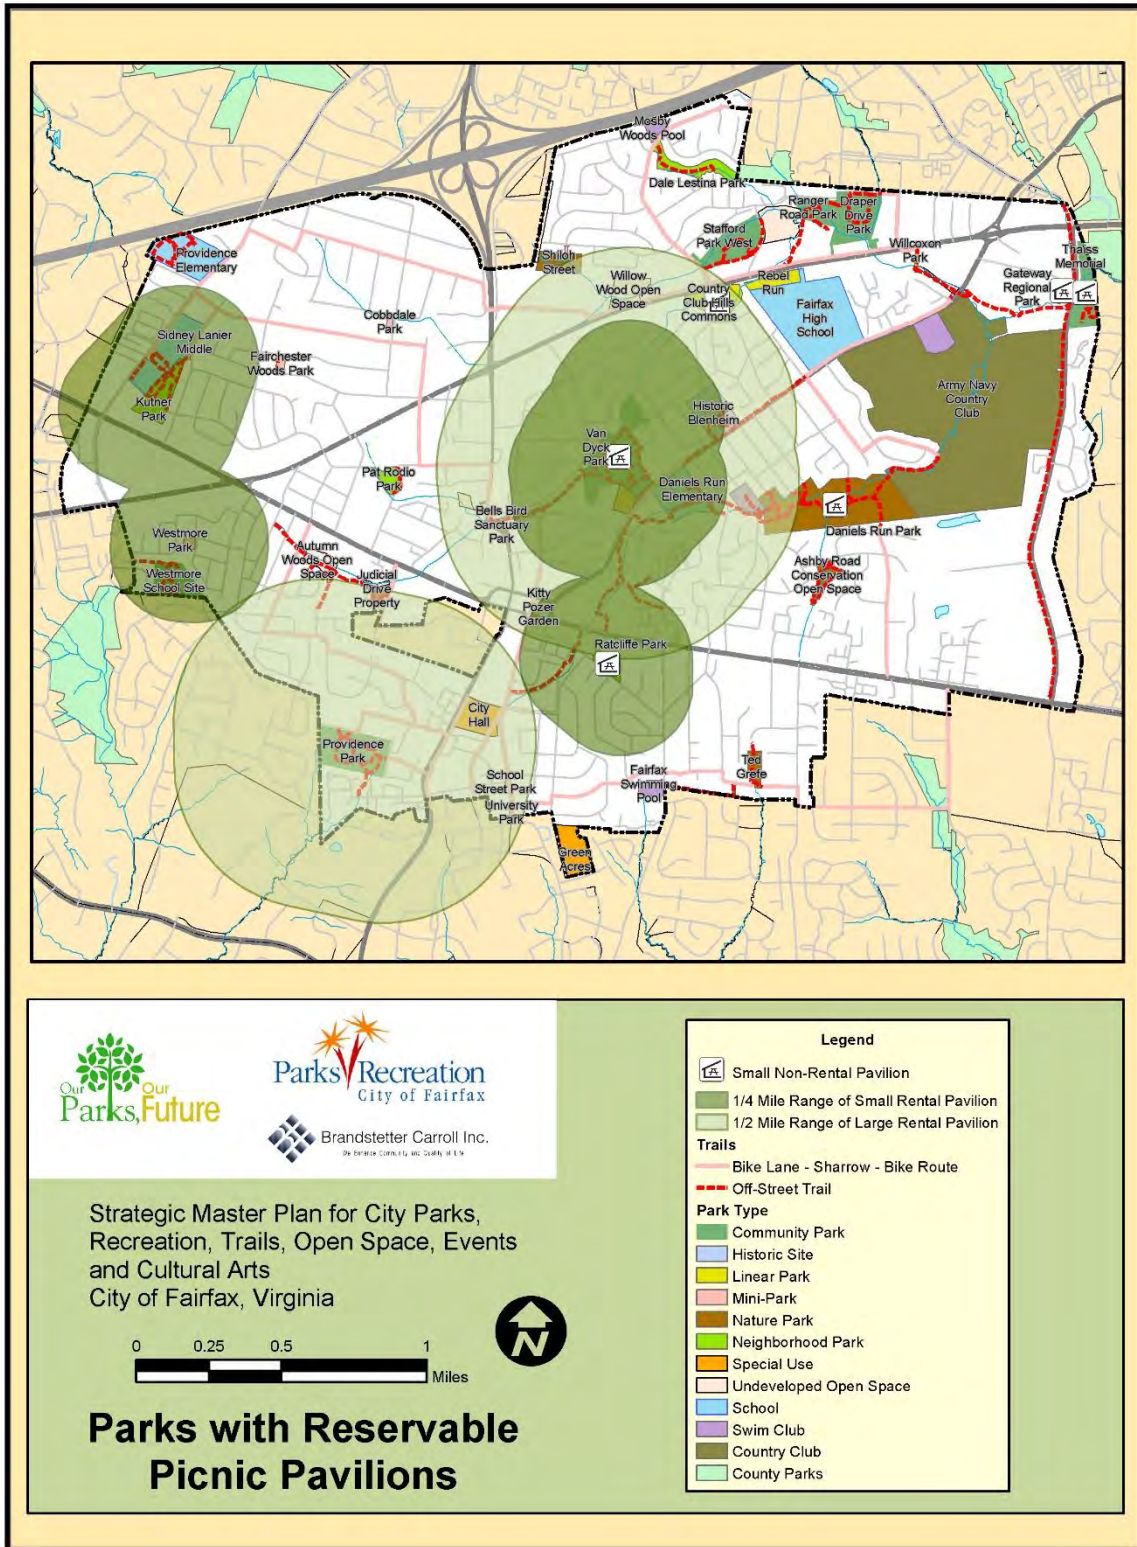 Mosby
Woods Pool
Dale Lestina Park
Ranger
Road Park
Draper
Drive
Park
Stafford
Park West
Willcoxon
Park
Thaiss
Memorial
Gateway
Regional
Park
Providence
Elementary
Shiloh
Street
Willow
Wood Open
Space
Country
Club Hills
Commons
Rebel
Run
Fairfax
High
School
Cobbdale
Park
Sidney Lanier
Middle
Fairchester
Woods Park
Kutner
Park
Army Navy
Country
Club
Historic
Blenheim
Van
Dyck
Park
Pat Rodio
Park
Daniels Run
Elementary
Bells Bird
Sanctuary
Park
Daniels Run Park
Westmore
Park
Westmore
School Site
Autumn
Woods Open
Space
Judicial
Drive
Property
Ashby Road
Conservation
Open Space
Kitty
Pozer
Garden
Ratcliffe Park
City
Hall
Providence
Park
Ted
Grefe
Fairfax
Swimming
Pool
School
Street Park
University
Park
Green
Acres
Our
Parks,
Our
Future
Parks Recreation
City of Fairfax
Brandstetter Carroll Inc.
We Enhance Community and Quality of Life
Strategic Master Plan for City Parks,
Recreation, Trails, Open Space, Events
and Cultural Arts
City of Fairfax, Virginia
0 0.25 0.5 1
Miles
N
Parks with Reservable
Picnic Pavilions
Legend
Small Non-Rental Pavilion
1/4 Mile Range of Small Rental Pavilion
1/2 Mile Range of Large Rental Pavilion
Trails
Bike Lane - Sharrow - Bike Route
Off-Street Trail
Park Type
Community Park
Historic Site
Linear Park
Mini-Park
Nature Park
Neighborhood Park
Special Use
Undeveloped Open Space
School
Swim Club
Country Club
County Parks